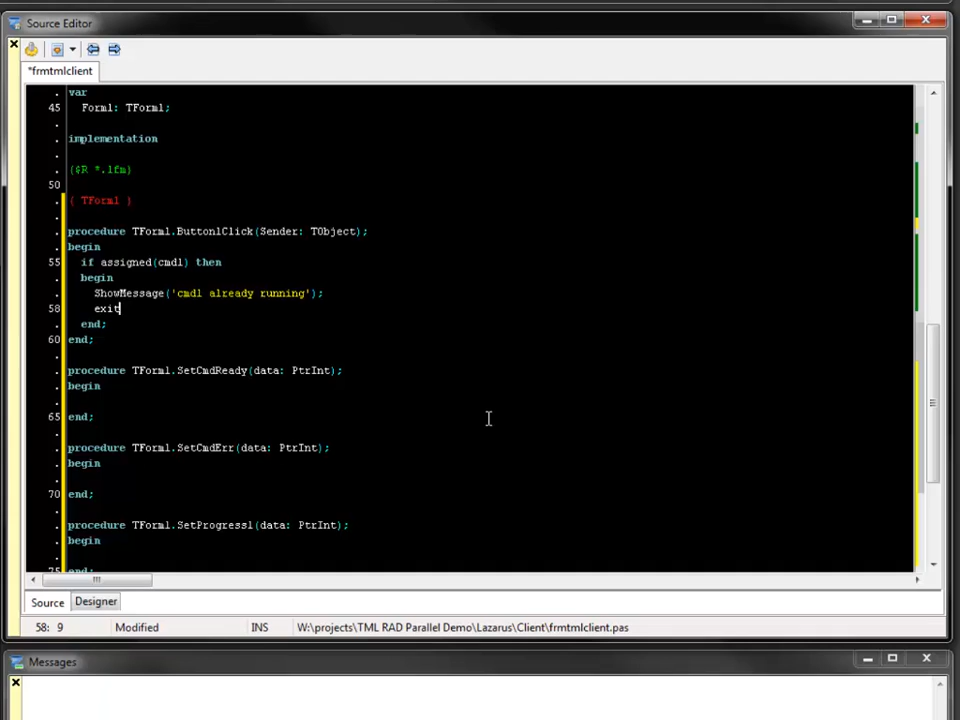 Source Editor
*frmtmlclient
. var
45 Form1: TForm1;
.
. implementation
.
. {$R *.lfm}
50
. { TForm1 }
.
. procedure TForm1.Button1Click(Sender: TObject);
. begin
55 if assigned(cmd1) then
. begin
. ShowMessage('cmd1 already running');
58 exit
. end;
60 end;
.
. procedure TForm1.SetCmdReady(data: PtrInt);
. begin
.
65 end;
.
. procedure TForm1.SetCmdErr(data: PtrInt);
. begin
.
70 end;
.
. procedure TForm1.SetProgress1(data: PtrInt);
. begin
.
75 end;
Source Designer
58: 9 Modified INS W:\projects\TML RAD Parallel Demo\Lazarus\Client\frmtmlclient.pas
Messages